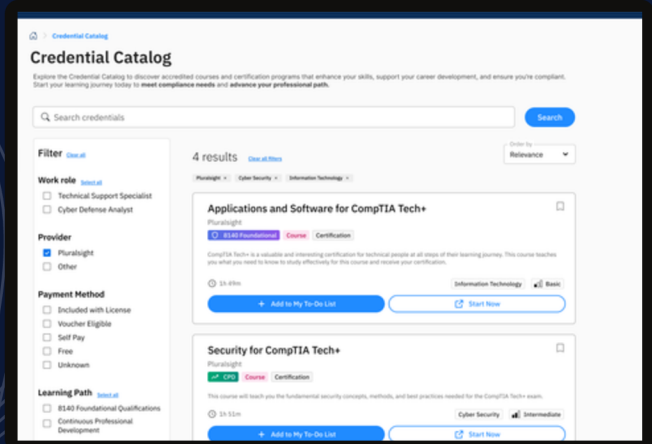 Credential Catalog
Credential Catalog
Explore the Credential Catalog to discover accredited courses and certification programs that enhance your skills, support your career development, and ensure you're compliant.
Start your learning journey today to meet compliance needs and advance your professional path.
Search credentials
Search
Filter Clear all
4 results Clear all filters
Order by
Relevance
Pluralsight ×
Cyber Security ×
Information Technology ×
Work role Select all
Technical Support Specialist
Cyber Defense Analyst
Provider
Pluralsight
Other
Payment Method
Included with License
Voucher Eligible
Self Pay
Free
Unknown
Learning Path Select all
8140 Foundational Qualifications
Continuous Professional
Development
Applications and Software for CompTIA Tech+
Pluralsight
8140 Foundational Course Certification
CompTIA Tech+ is a valuable and interesting certification for technical people at all steps of their learning journey. This course teaches
you what you need to know to study effectively for this course and receive your certification.
1h 49m
Information Technology Basic
+ Add to My To-Do List
Start Now
Security for CompTIA Tech+
Pluralsight
CPD Course Certification
This course will teach you the fundamental security concepts, methods, and best practices needed for the CompTIA Tech+ exam.
1h 51m
Cyber Security Intermediate
+ Add to My To-Do List
Start Now